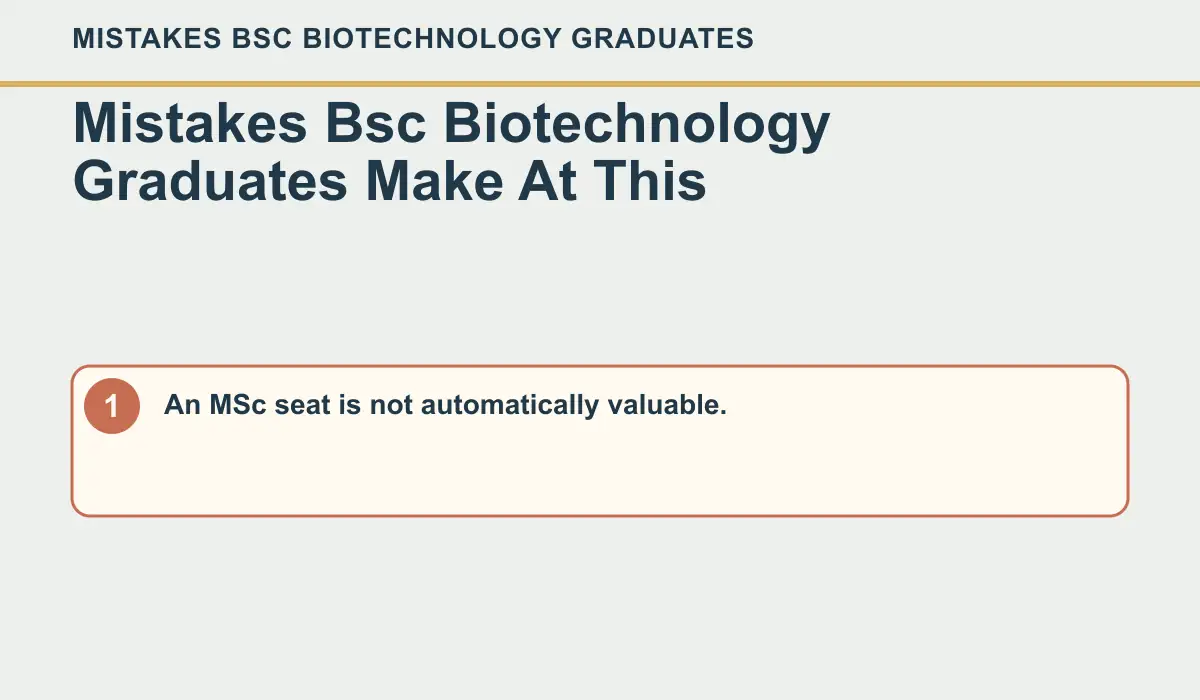 MISTAKES BSC BIOTECHNOLOGY GRADUATES
Mistakes Bsc Biotechnology
Graduates Make At This
1 An MSc seat is not automatically valuable.